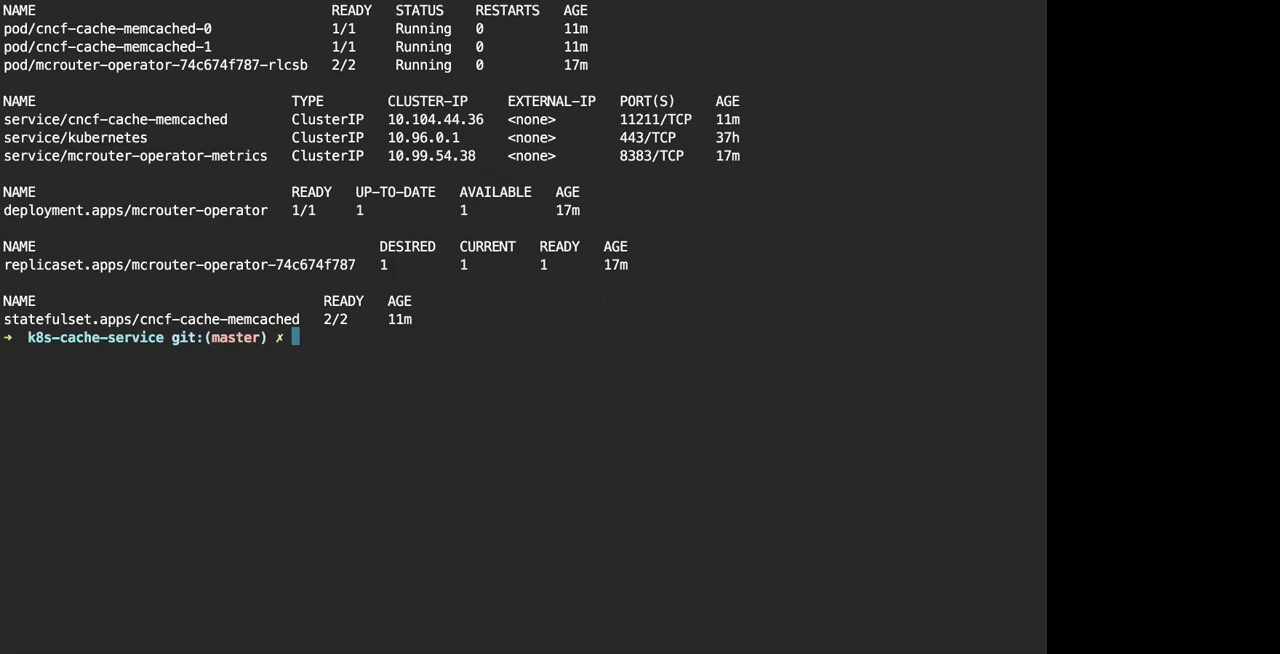 NAME READY STATUS RESTARTS AGE
pod/cncf-cache-memcached-0 1/1 Running 0 11m
pod/cncf-cache-memcached-1 1/1 Running 0 11m
pod/mcrouter-operator-74c674f787-rlcsb 2/2 Running 0 17m
NAME TYPE CLUSTER-IP EXTERNAL-IP PORT(S) AGE
service/cncf-cache-memcached ClusterIP 10.104.44.36 <none> 11211/TCP 11m
service/kubernetes ClusterIP 10.96.0.1 <none> 443/TCP 37h
service/mcrouter-operator-metrics ClusterIP 10.99.54.38 <none> 8383/TCP 17m
NAME READY UP-TO-DATE AVAILABLE AGE
deployment.apps/mcrouter-operator 1/1 1 1 17m
NAME DESIRED CURRENT READY AGE
replicaset.apps/mcrouter-operator-74c674f787 1 1 1 17m
NAME READY AGE
statefulset.apps/cncf-cache-memcached 2/2 11m
→ k8s-cache-service git:(master) ✗